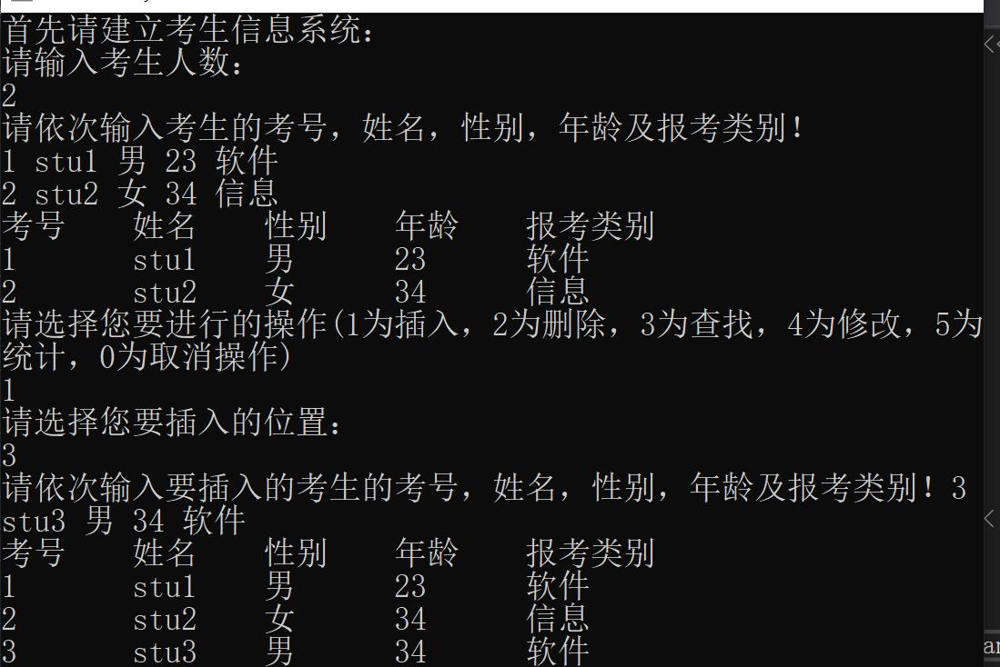 首先请建立考生信息系统:
请输入考生人数:
2
请依次输入考生的考号，姓名，性别，年龄及报考类别!
1 stu1 男 23 软件
2 stu2 女 34 信息
考号 姓名 性别 年龄 报考类别
1 stu1 男 23 软件
2 stu2 女 34 信息
请选择您要进行的操作(1为插入，2为删除，3为查找，4为修改，5为
统计，0为取消操作)
1
请选择您要插入的位置:
3
请依次输入要插入的考生的考号，姓名，性别，年龄及报考类别! 3
stu3 男 34 软件
考号 姓名 性别 年龄 报考类别
1 stu1 男 23 软件
2 stu2 女 34 信息
3 stu3 男 34 软件